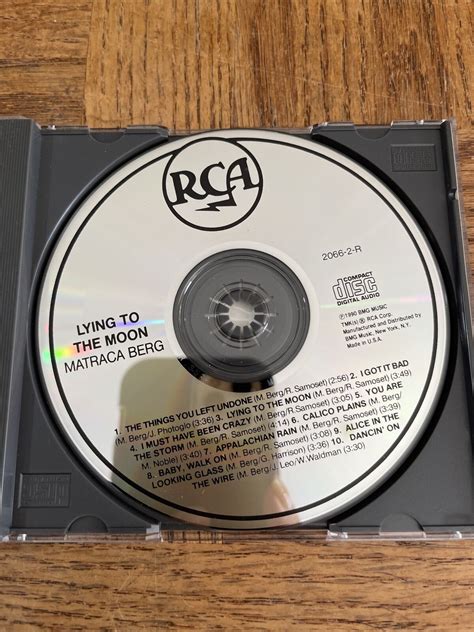 RCA
2066-2-R
COMPACT
disc
DIGITAL AUDIO
LYING TO
THE MOON
MATRACA BERG
℗ 1990 BMG MUSIC
TMK(s) ® RCA Corp.
Manufactured and Distributed by
BMG Music, New York, N.Y.
Made in U.S.A.
1. THE THINGS YOU LEFT UNDONE (M. Berg/R. Samoset) (2:56) 2. I GOT IT BAD
(M. Berg/J. Photoglo) (3:36) 3. LYING TO THE MOON (M. Berg/R. Samoset) (3:49)
4. I MUST HAVE BEEN CRAZY (M. Berg/R. Samoset) (3:05) 5. YOU ARE
THE STORM (M. Berg/R. Samoset) (4:14) 6. CALICO PLAINS (M. Berg/
M. Noble) (3:40) 7. APPALACHIAN RAIN (M. Berg/R. Samoset) (3:39)
8. BABY, WALK ON (M. Berg/R. Samoset) (3:08) 9. ALICE IN THE
LOOKING GLASS (M. Berg/G. Harrison) (3:51) 10. DANCIN' ON
THE WIRE (M. Berg/J. Leo/W. Waldman) (3:30)